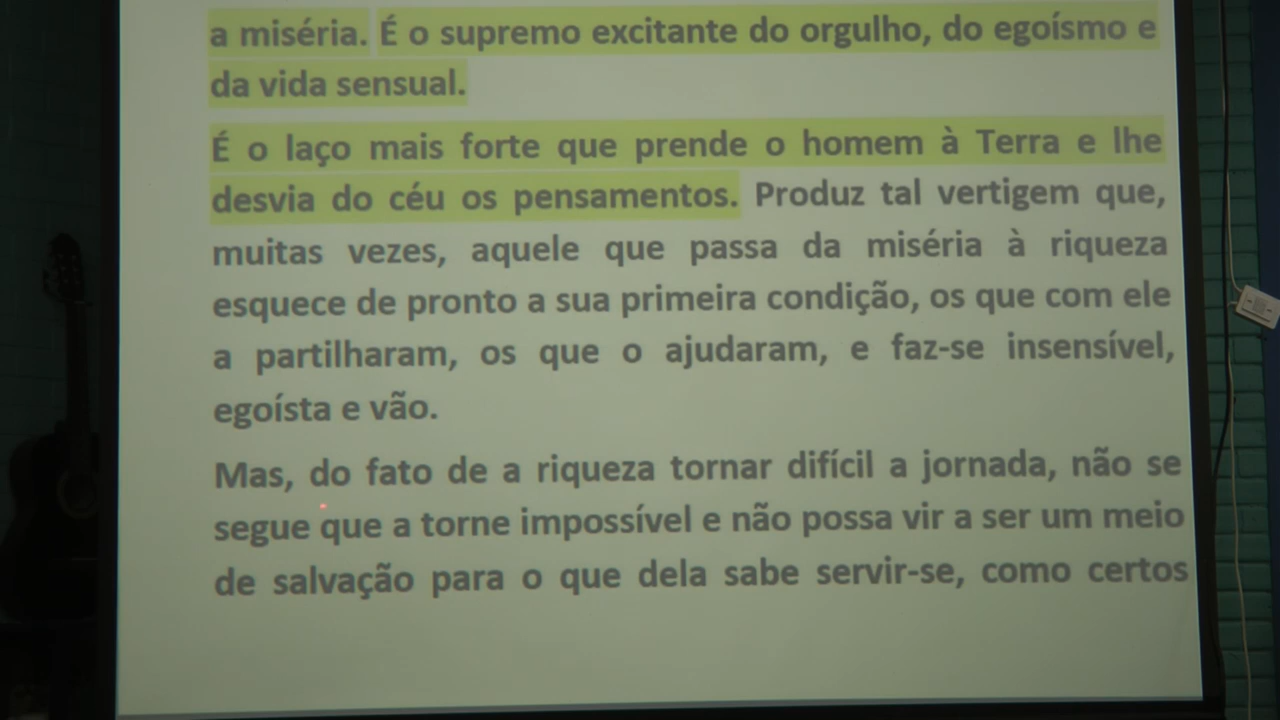 a miséria. É o supremo excitante do orgulho, do egoísmo e
da vida sensual.
É o laço mais forte que prende o homem à Terra e lhe
desvia do céu os pensamentos. Produz tal vertigem que,
muitas vezes, aquele que passa da miséria à riqueza
esquece de pronto a sua primeira condição, os que com ele
a partilharam, os que o ajudaram, e faz-se insensível,
egoísta e vão.
Mas, do fato de a riqueza tornar difícil a jornada, não se
segue que a torne impossível e não possa vir a ser um meio
de salvação para o que dela sabe servir-se, como certos